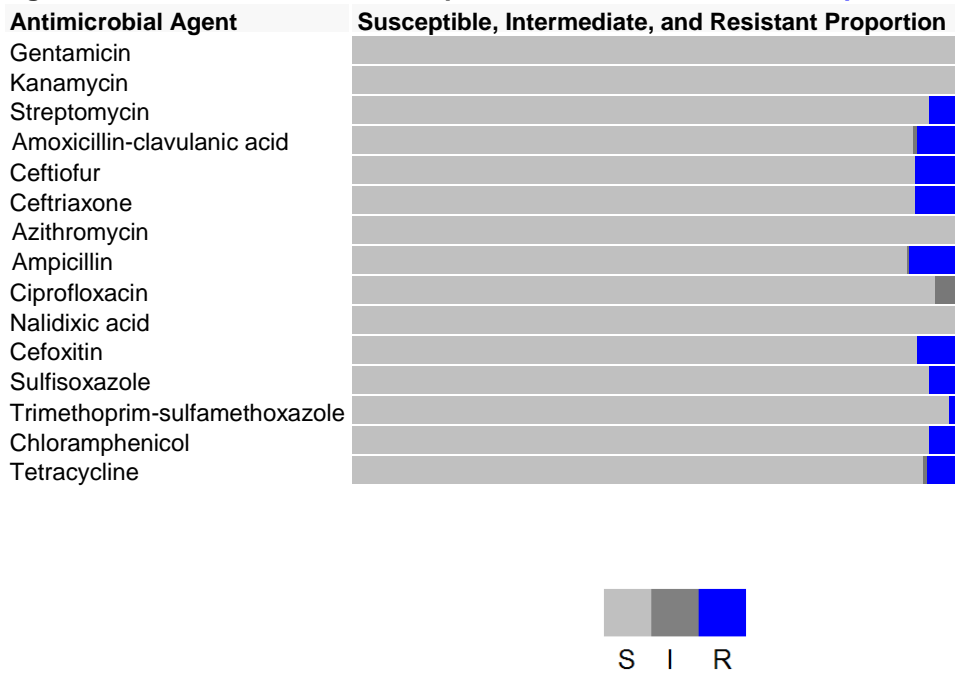 Antimicrobial Agent Susceptible, Intermediate, and Resistant Proportion
Gentamicin
Kanamycin
Streptomycin
Amoxicillin-clavulanic acid
Ceftiofur
Ceftriaxone
Azithromycin
Ampicillin
Ciprofloxacin
Nalidixic acid
Cefoxitin
Sulfisoxazole
Trimethoprim-sulfamethoxazole
Chloramphenicol
Tetracycline
S I R